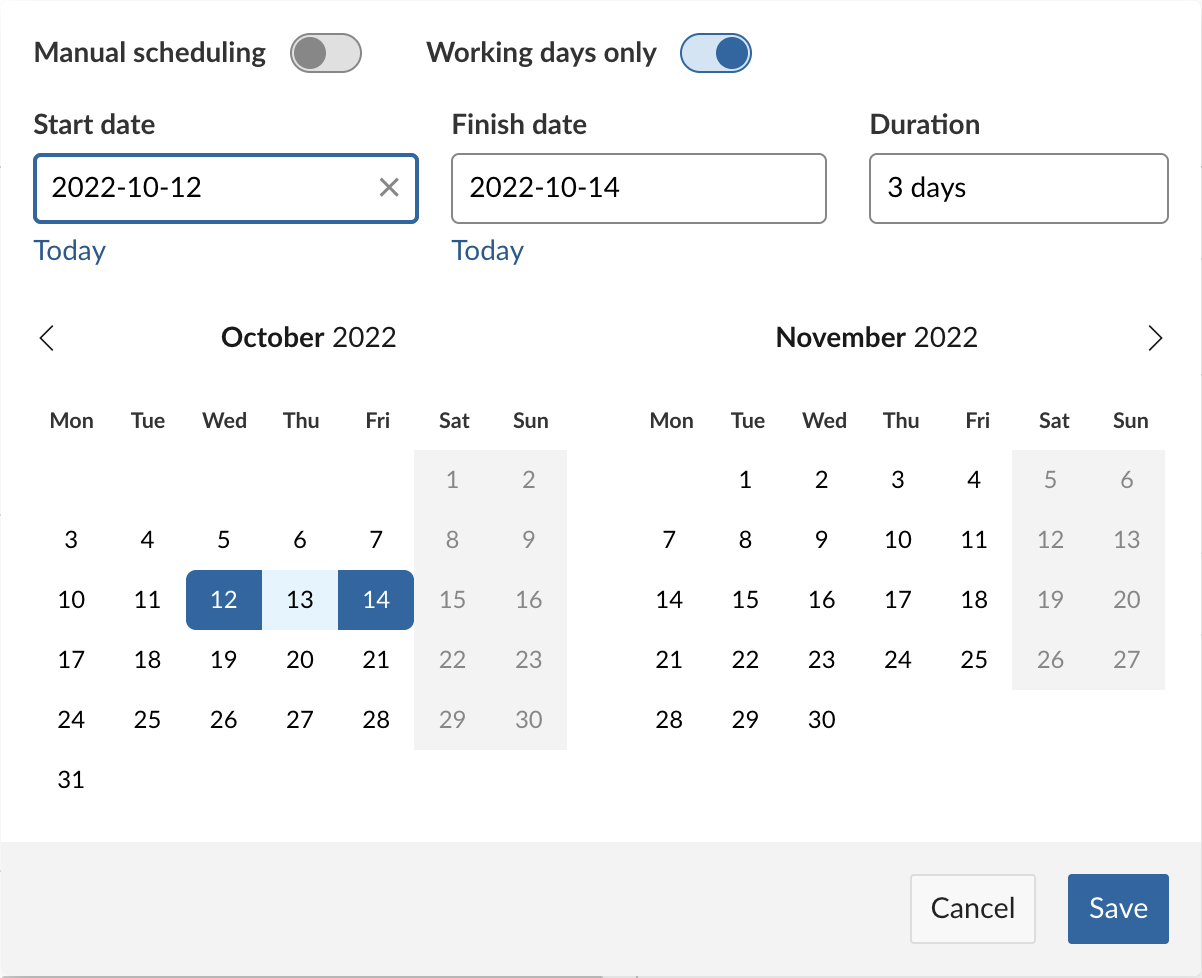 Manual scheduling Working days only
Start date Finish date Duration
2022-10-12 2022-10-14 3 days
Today Today
October 2022 November 2022
Mon Tue Wed Thu Fri Sat Sun Mon Tue Wed Thu Fri Sat Sun
1 2 1 2 3 4 5 6
3 4 5 6 7 8 9 7 8 9 10 11 12 13
10 11 12 13 14 15 16 14 15 16 17 18 19 20
17 18 19 20 21 22 23 21 22 23 24 25 26 27
24 25 26 27 28 29 30 28 29 30
31
Cancel Save